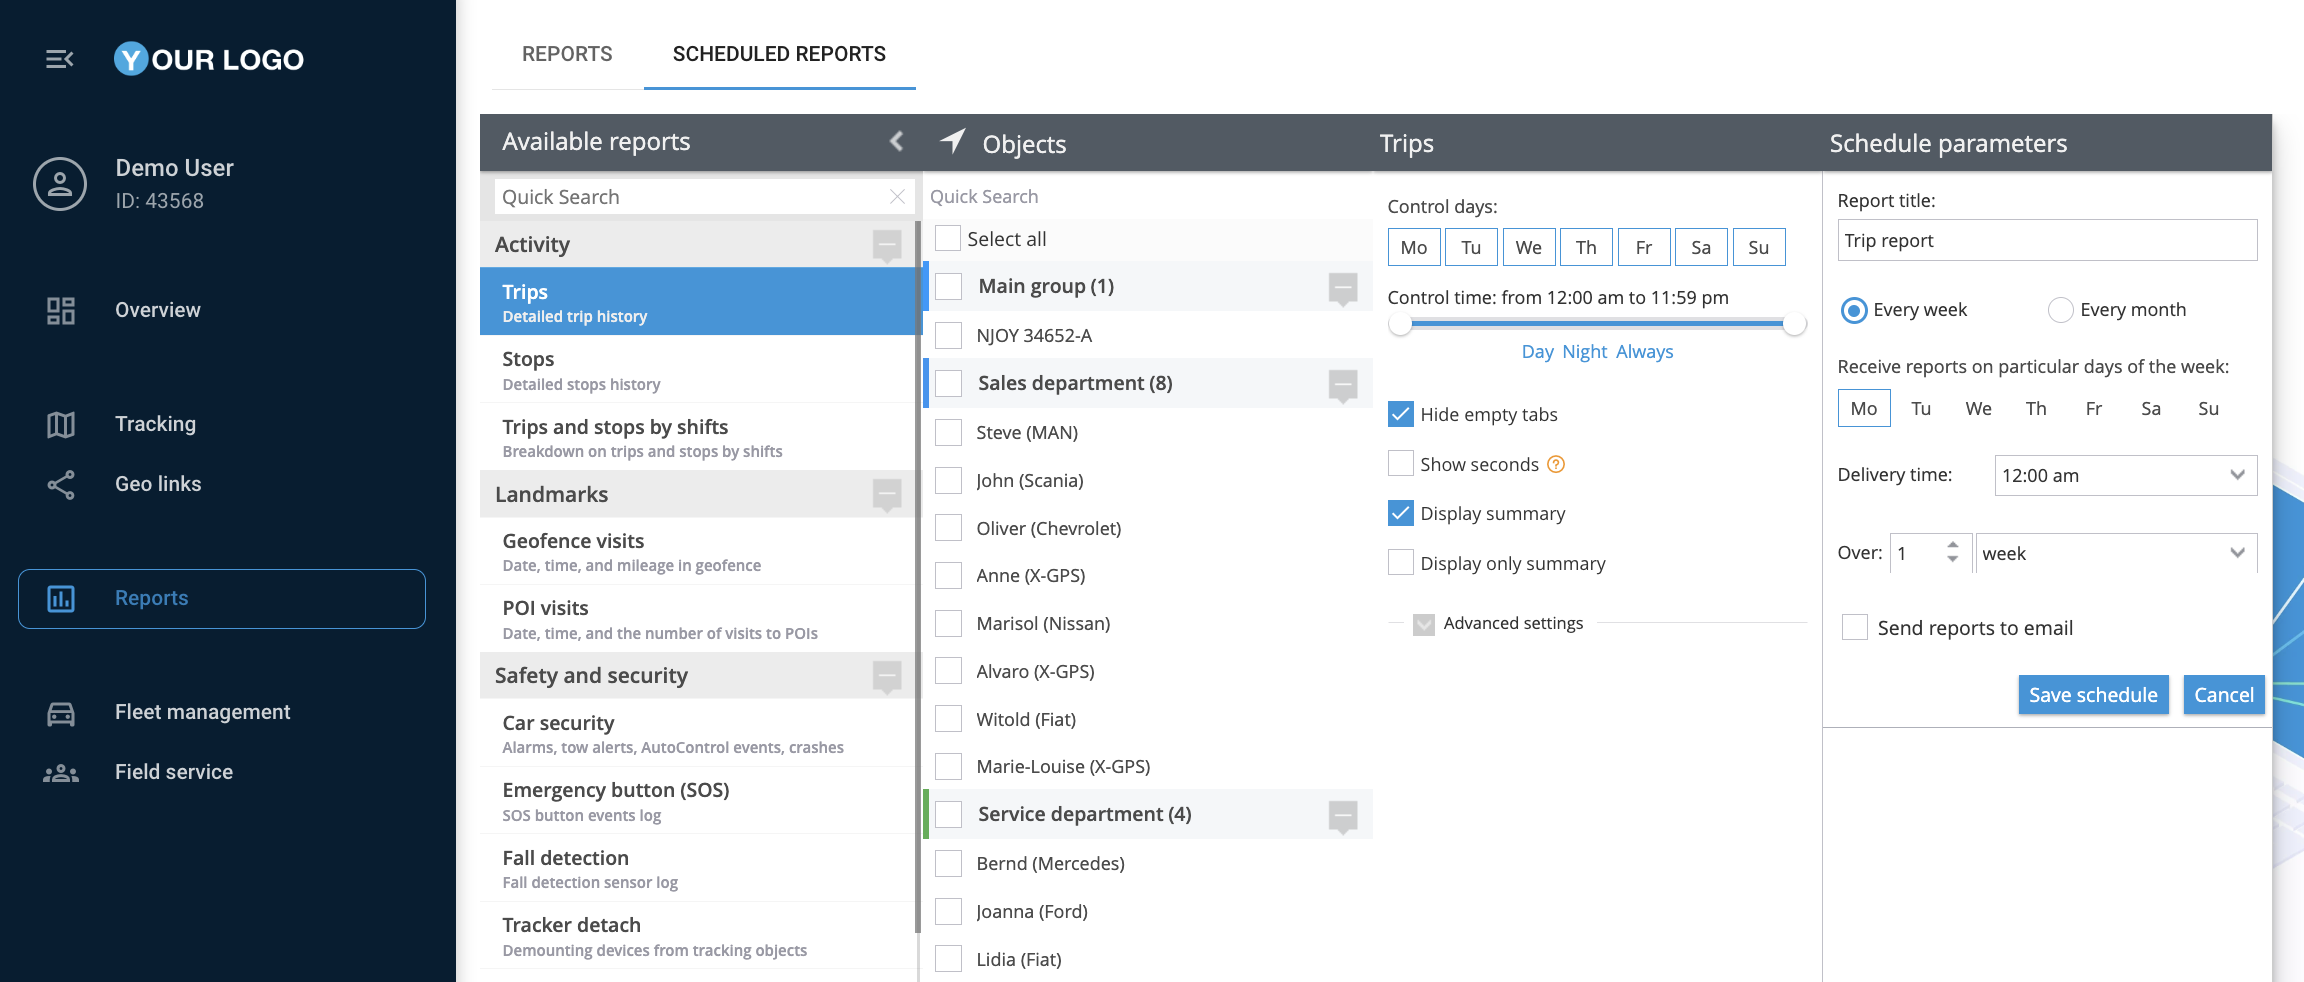 YOUR LOGO
Demo User
ID: 43568
Overview
Tracking
Geo links
Reports
Fleet management
Field service
REPORTS
SCHEDULED REPORTS
Available reports
Quick Search
Activity
Trips
Detailed trip history
Stops
Detailed stops history
Trips and stops by shifts
Breakdown on trips and stops by shifts
Landmarks
Geofence visits
Date, time, and mileage in geofence
POI visits
Date, time, and the number of visits to POIs
Safety and security
Car security
Alarms, tow alerts, AutoControl events, crashes
Emergency button (SOS)
SOS button events log
Fall detection
Fall detection sensor log
Tracker detach
Demounting devices from tracking objects
Objects
Quick Search
Select all
Main group (1)
NJOY 34652-A
Sales department (8)
Steve (MAN)
John (Scania)
Oliver (Chevrolet)
Anne (X-GPS)
Marisol (Nissan)
Alvaro (X-GPS)
Witold (Fiat)
Marie-Louise (X-GPS)
Service department (4)
Bernd (Mercedes)
Joanna (Ford)
Lidia (Fiat)
Trips
Control days:
Mo Tu We Th Fr Sa Su
Control time: from 12:00 am to 11:59 pm
Day Night Always
Hide empty tabs
Show seconds ?
Display summary
Display only summary
Advanced settings
Schedule parameters
Report title:
Trip report
Every week Every month
Receive reports on particular days of the week:
Mo Tu We Th Fr Sa Su
Delivery time: 12:00 am
Over: 1 week
Send reports to email
Save schedule Cancel